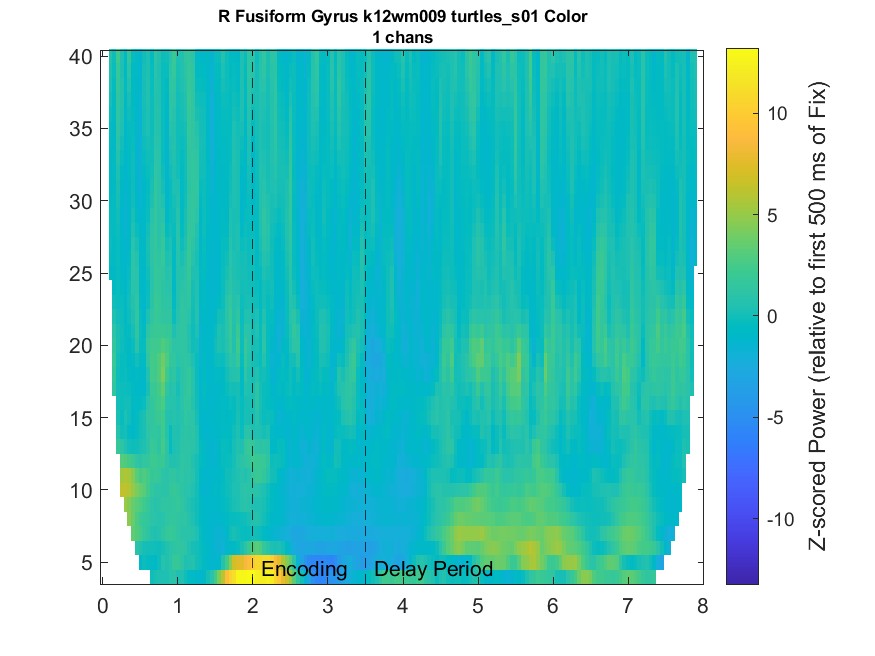 R Fusiform Gyrus k12wm009 turtles_s01 Color
1 chans
40
35
30
25
20
15
10
5
Encoding
Delay Period
0 1 2 3 4 5 6 7 8
10
5
0
-5
-10
Z-scored Power (relative to first 500 ms of Fix)